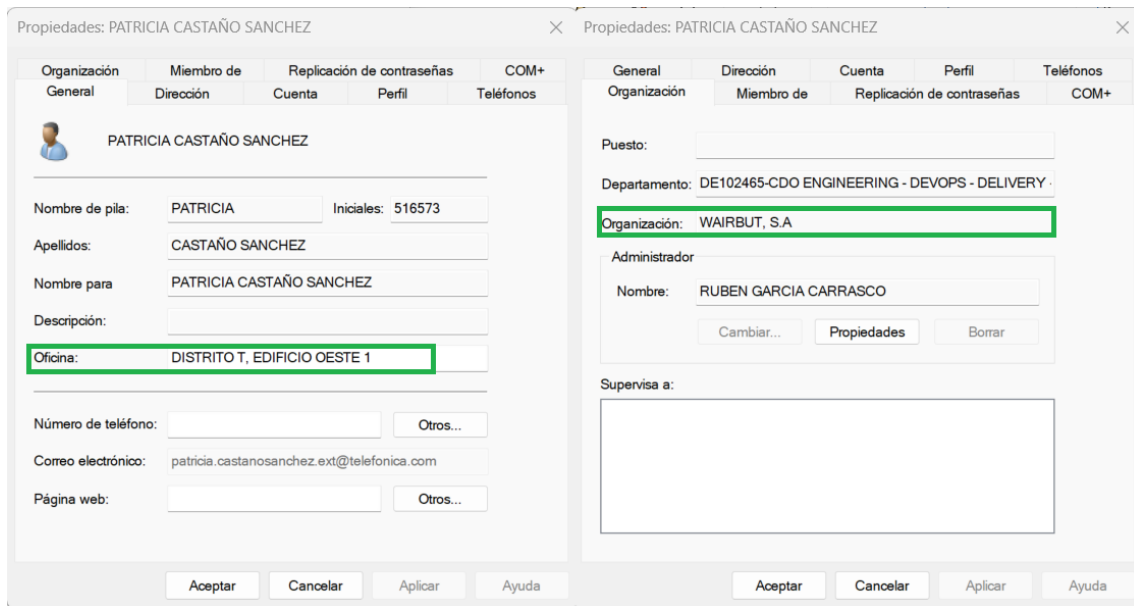 Propiedades: PATRICIA CASTAÑO SANCHEZ
Organización Miembro de Replicación de contraseñas COM+
General Dirección Cuenta Perfil Teléfonos
PATRICIA CASTAÑO SANCHEZ
Nombre de pila: PATRICIA Iniciales: 516573
Apellidos: CASTAÑO SANCHEZ
Nombre para PATRICIA CASTAÑO SANCHEZ
Descripción:
Oficina: DISTRITO T, EDIFICIO OESTE 1
Número de teléfono: Otros...
Correo electrónico: patricia.castanosanchez.ext@telefonica.com
Página web: Otros...
Aceptar Cancelar Aplicar Ayuda
Propiedades: PATRICIA CASTAÑO SANCHEZ
General Dirección Cuenta Perfil Teléfonos
Organización Miembro de Replicación de contraseñas COM+
Puesto:
Departamento: DE102465-CDO ENGINEERING - DEVOPS - DELIVERY -
Organización: WAIRBUT, S.A
Administrador
Nombre: RUBEN GARCIA CARRASCO
Cambiar... Propiedades Borrar
Supervisa a:
Aceptar Cancelar Aplicar Ayuda